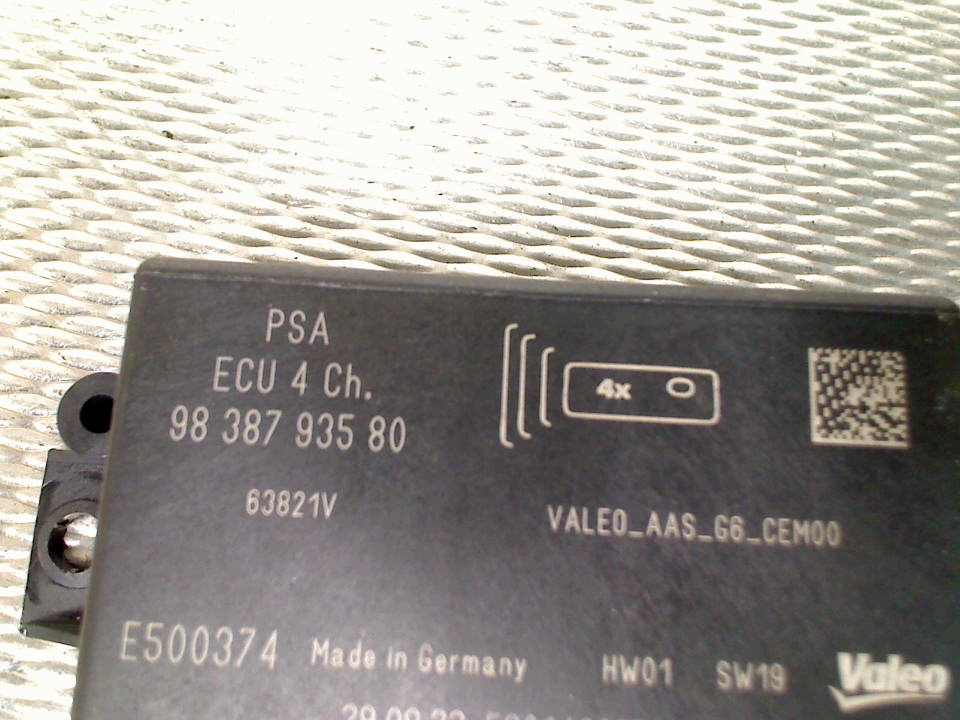 PSA
ECU 4 Ch.
98 387 935 80
4x
63821V
VALEO_AAS_G6_CEM00
E500374 Made in Germany HW01 SW19 Valeo